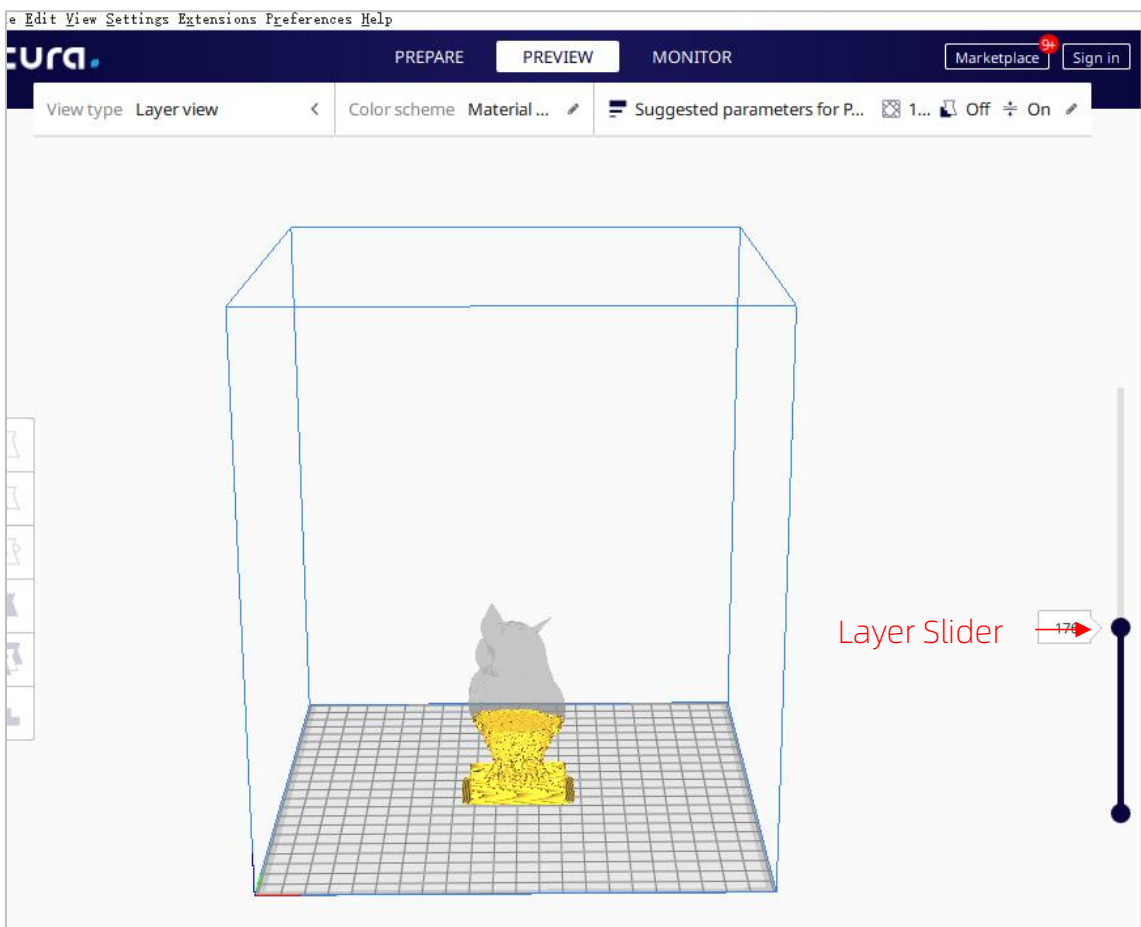 e Edit View Settings Extensions Preferences Help
cura.
PREPARE PREVIEW MONITOR Marketplace 9+ Sign in
View type Layer view < Color scheme Material ... Suggested parameters for P... 1... Off On
Layer Slider